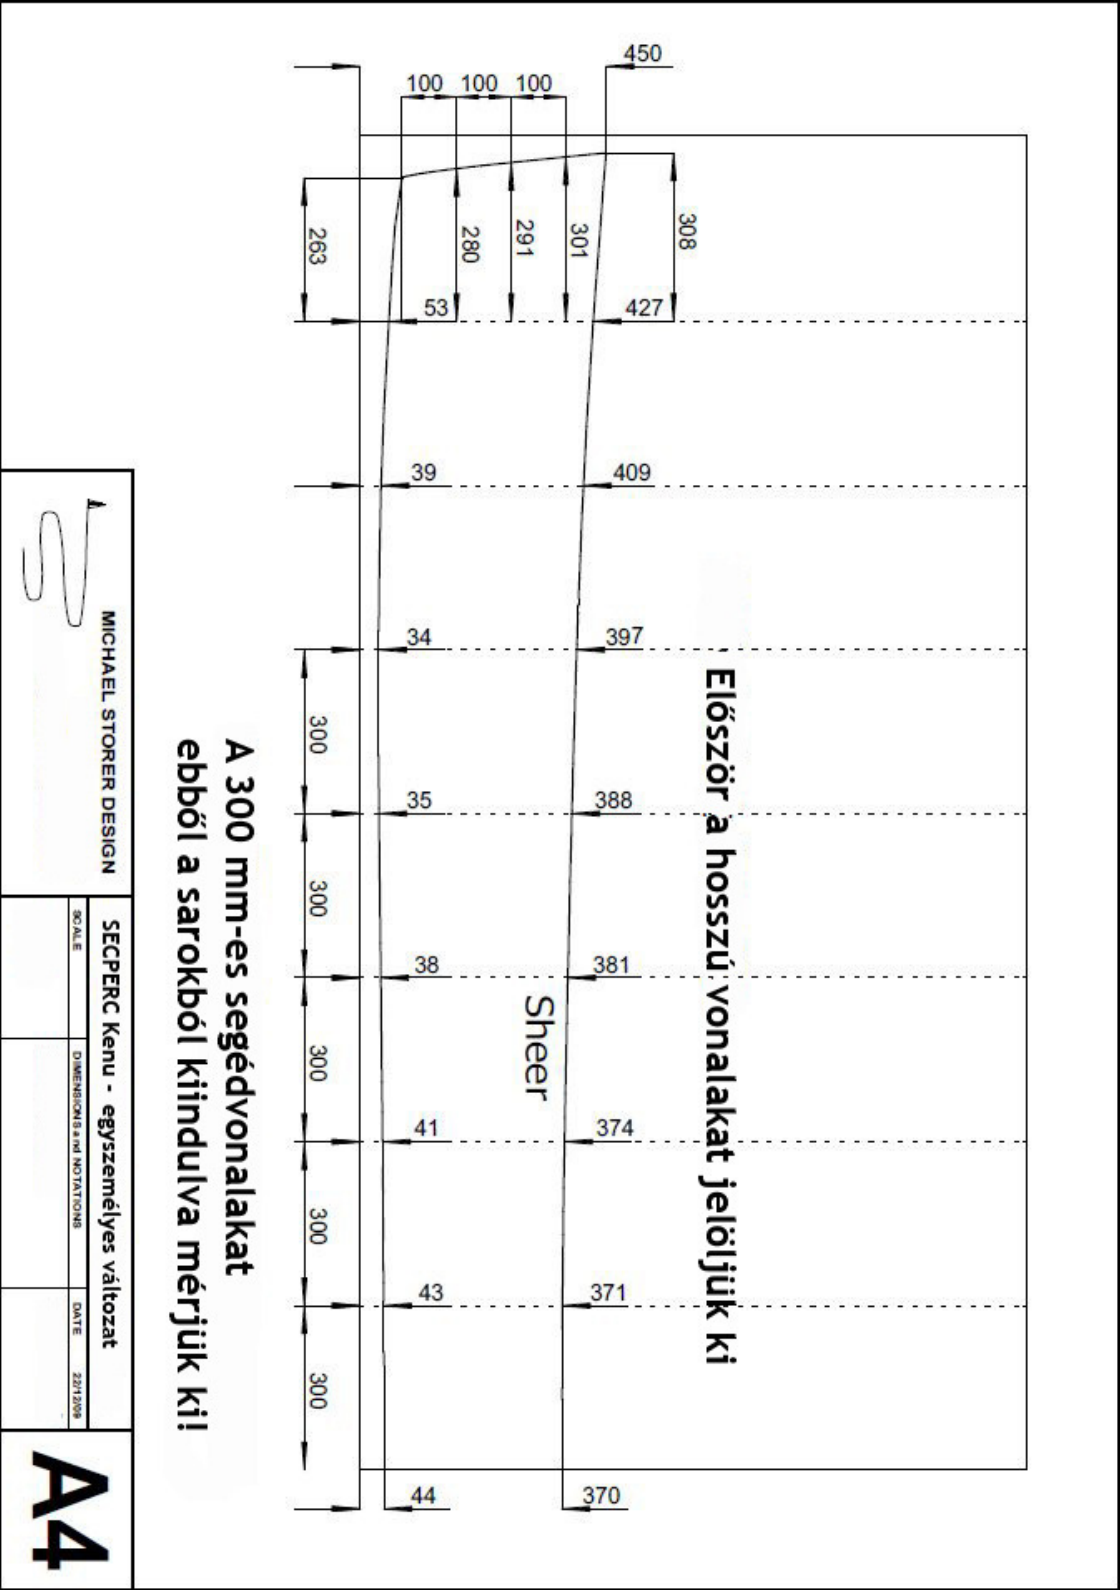 450
100 100 100
308
263
280
291
301
53
427
39
409
34
397
300
35
388
300
38
381
300
41
374
300
43
371
300
44
370
Sheer
Először a hosszú vonalakat jelöljük ki
A 300 mm-es segédvonalakat
ebből a sarokból kiindulva mérjük ki!
MICHAEL STORER DESIGN
SECPERC Kenu - egyszemélyes változat
SCALE
DIMENSIONS and NOTATIONS
DATE 22/12/09
A4